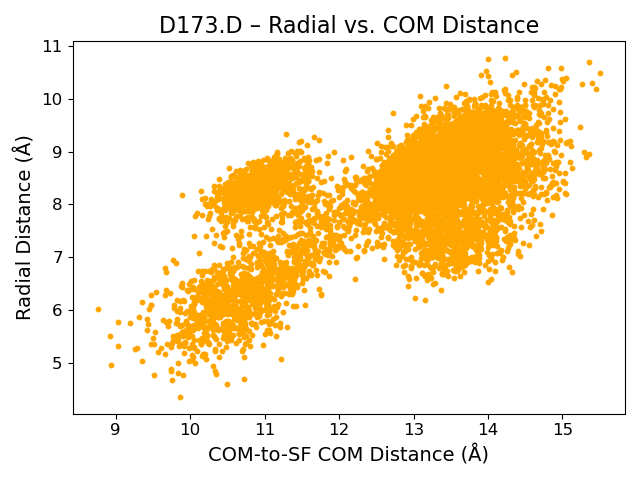 D173.D – Radial vs. COM Distance
11
10
9
8
7
6
5
Radial Distance (Å)
9 10 11 12 13 14 15
COM-to-SF COM Distance (Å)